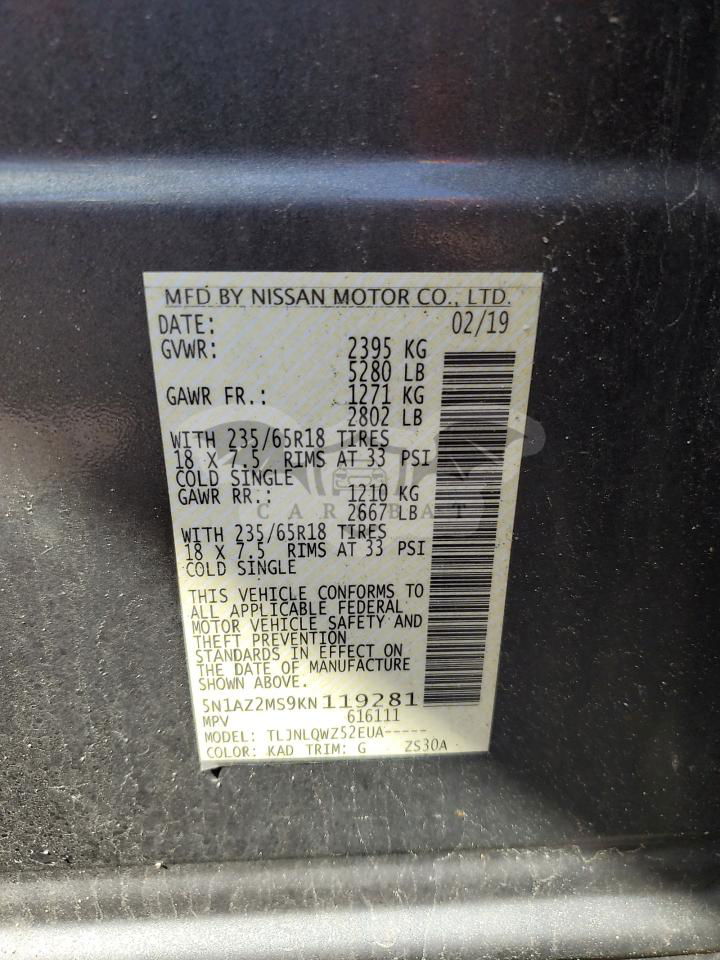 MFD BY NISSAN MOTOR CO., LTD.
DATE: 02/19
GVWR: 2395 KG
5280 LB
GAWR FR.: 1271 KG
2802 LB
WITH 235/65R18 TIRES
18 X 7.5 RIMS AT 33 PSI
COLD SINGLE
GAWR RR.: 1210 KG
2667 LB
CARBAT
WITH 235/65R18 TIRES
18 X 7.5 RIMS AT 33 PSI
COLD SINGLE
THIS VEHICLE CONFORMS TO
ALL APPLICABLE FEDERAL
MOTOR VEHICLE SAFETY AND
THEFT PREVENTION
STANDARDS IN EFFECT ON
THE DATE OF MANUFACTURE
SHOWN ABOVE.
5N1AZ2MS9KN119281
MPV 616111
MODEL: TLJNLQWZ52EUA-----
COLOR: KAD TRIM: G ZS30A